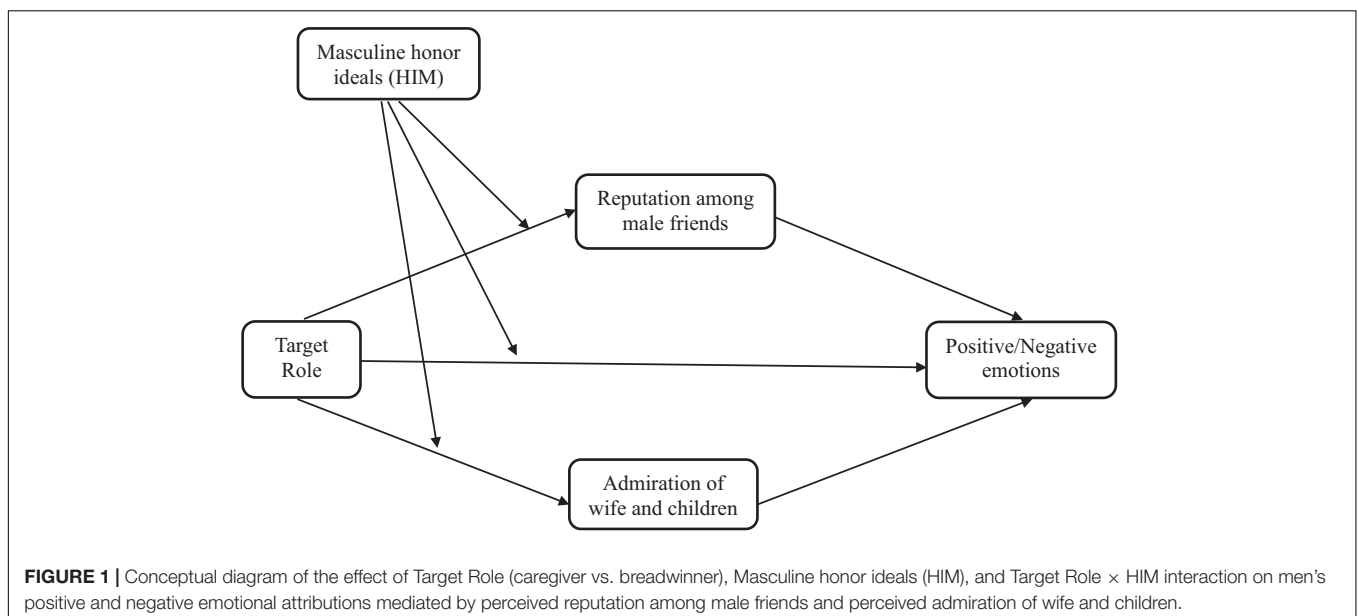 Masculine honor
ideals (HIM)
Reputation among
male friends
Target
Role
Positive/Negative
emotions
Admiration of
wife and children
FIGURE 1 | Conceptual diagram of the effect of Target Role (caregiver vs. breadwinner), Masculine honor ideals (HIM), and Target Role × HIM interaction on men's
positive and negative emotional attributions mediated by perceived reputation among male friends and perceived admiration of wife and children.